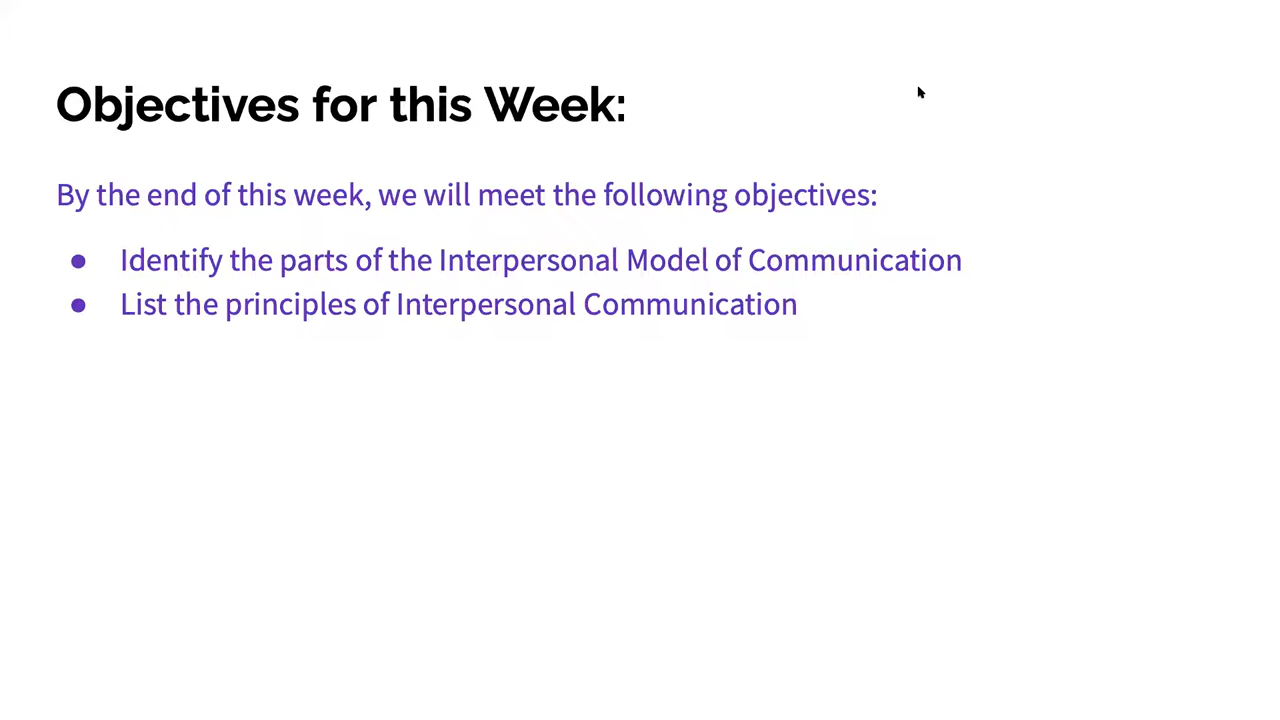 Objectives for this Week:
By the end of this week, we will meet the following objectives:
● Identify the parts of the Interpersonal Model of Communication
● List the principles of Interpersonal Communication